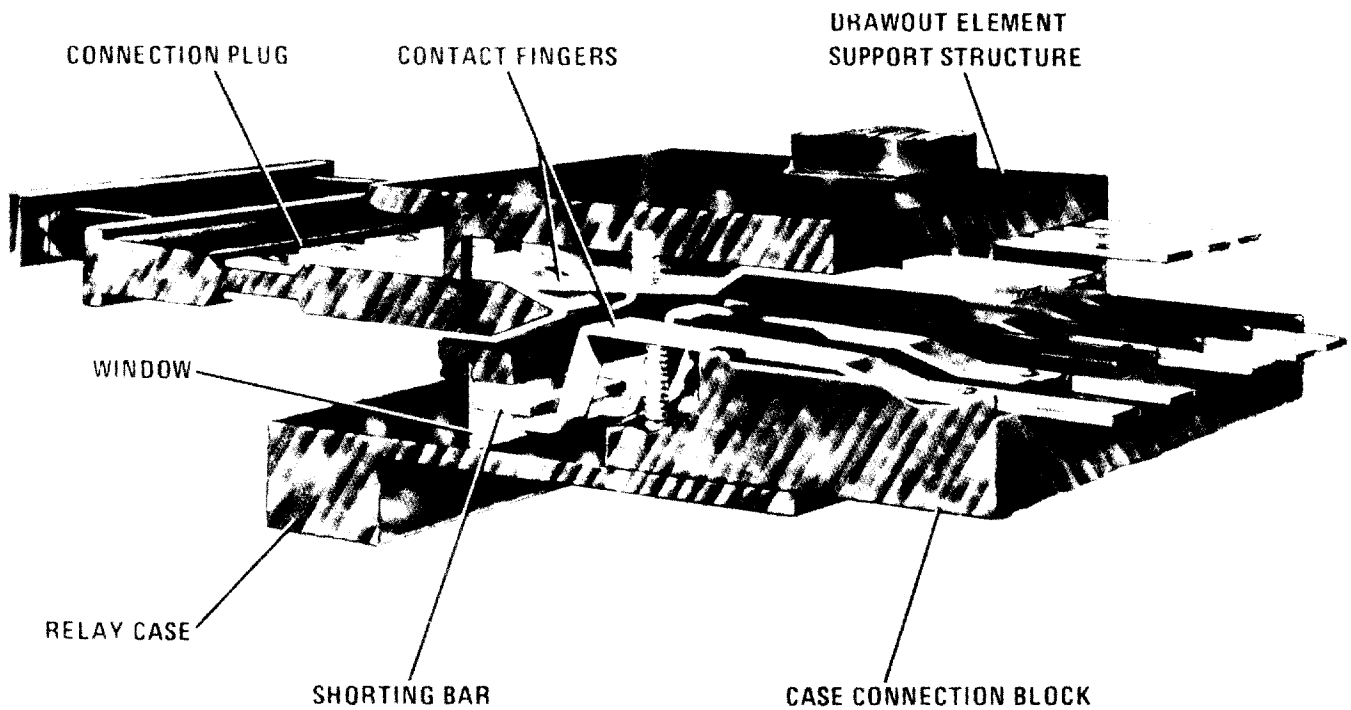 DRAWOUT ELEMENT
SUPPORT STRUCTURE
CONNECTION PLUG
CONTACT FINGERS
WINDOW
RELAY CASE
SHORTING BAR
CASE CONNECTION BLOCK